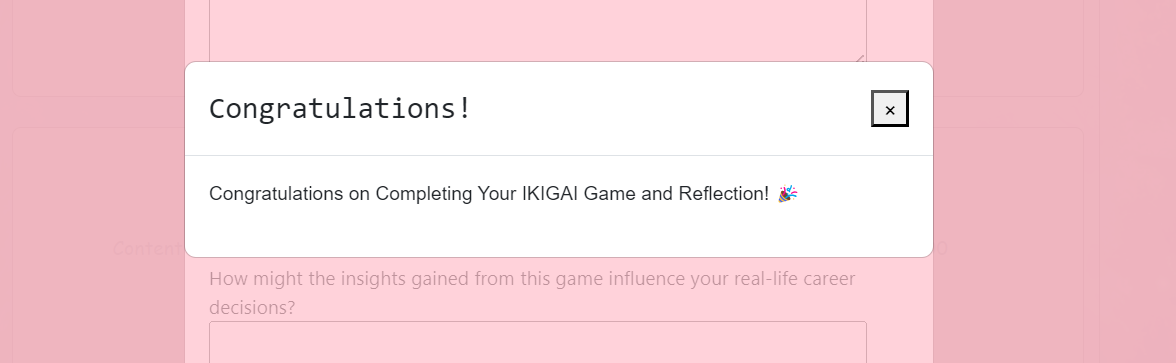 Congratulations!
×
Congratulations on Completing Your IKIGAI Game and Reflection! 🎉
How might the insights gained from this game influence your real-life career
decisions?